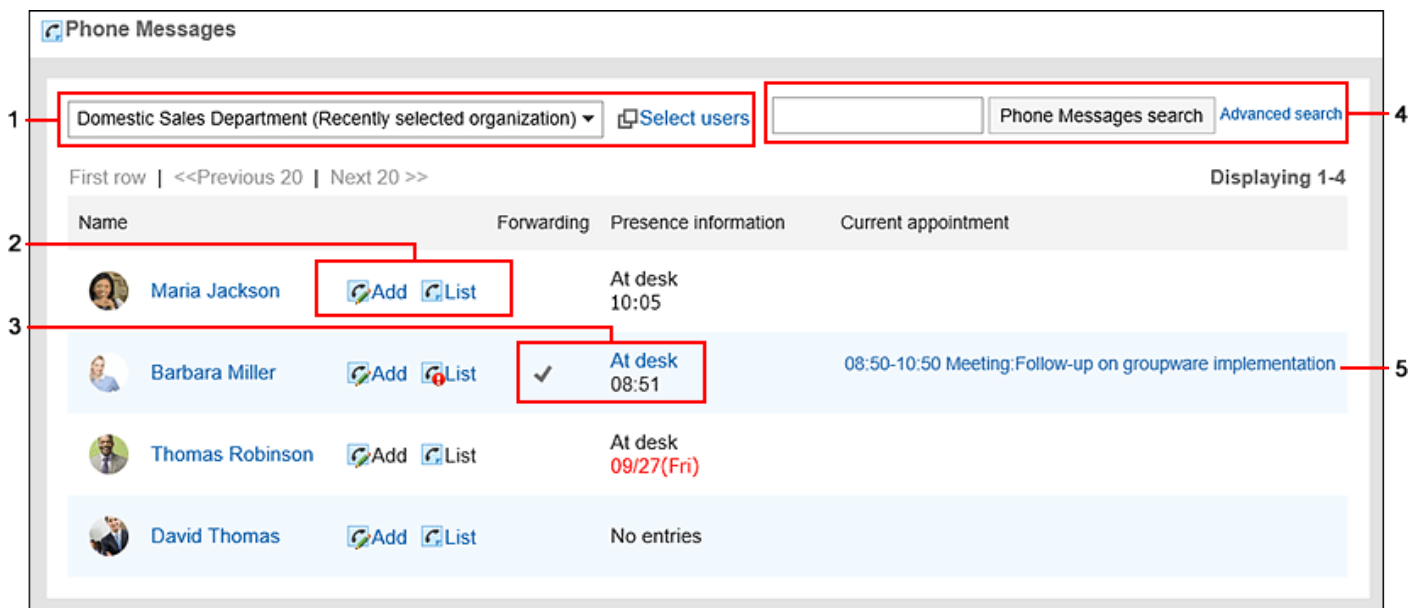 Phone Messages
1
Domestic Sales Department (Recently selected organization)
Select users
Phone Messages search
Advanced search
4
First row | <<Previous 20 | Next 20 >>
Displaying 1-4
Name Forwarding Presence information Current appointment
2
Maria Jackson Add List At desk
10:05
3
Barbara Miller Add List At desk 08:50-10:50 Meeting:Follow-up on groupware implementation 5
08:51
Thomas Robinson Add List At desk
09/27(Fri)
David Thomas Add List No entries